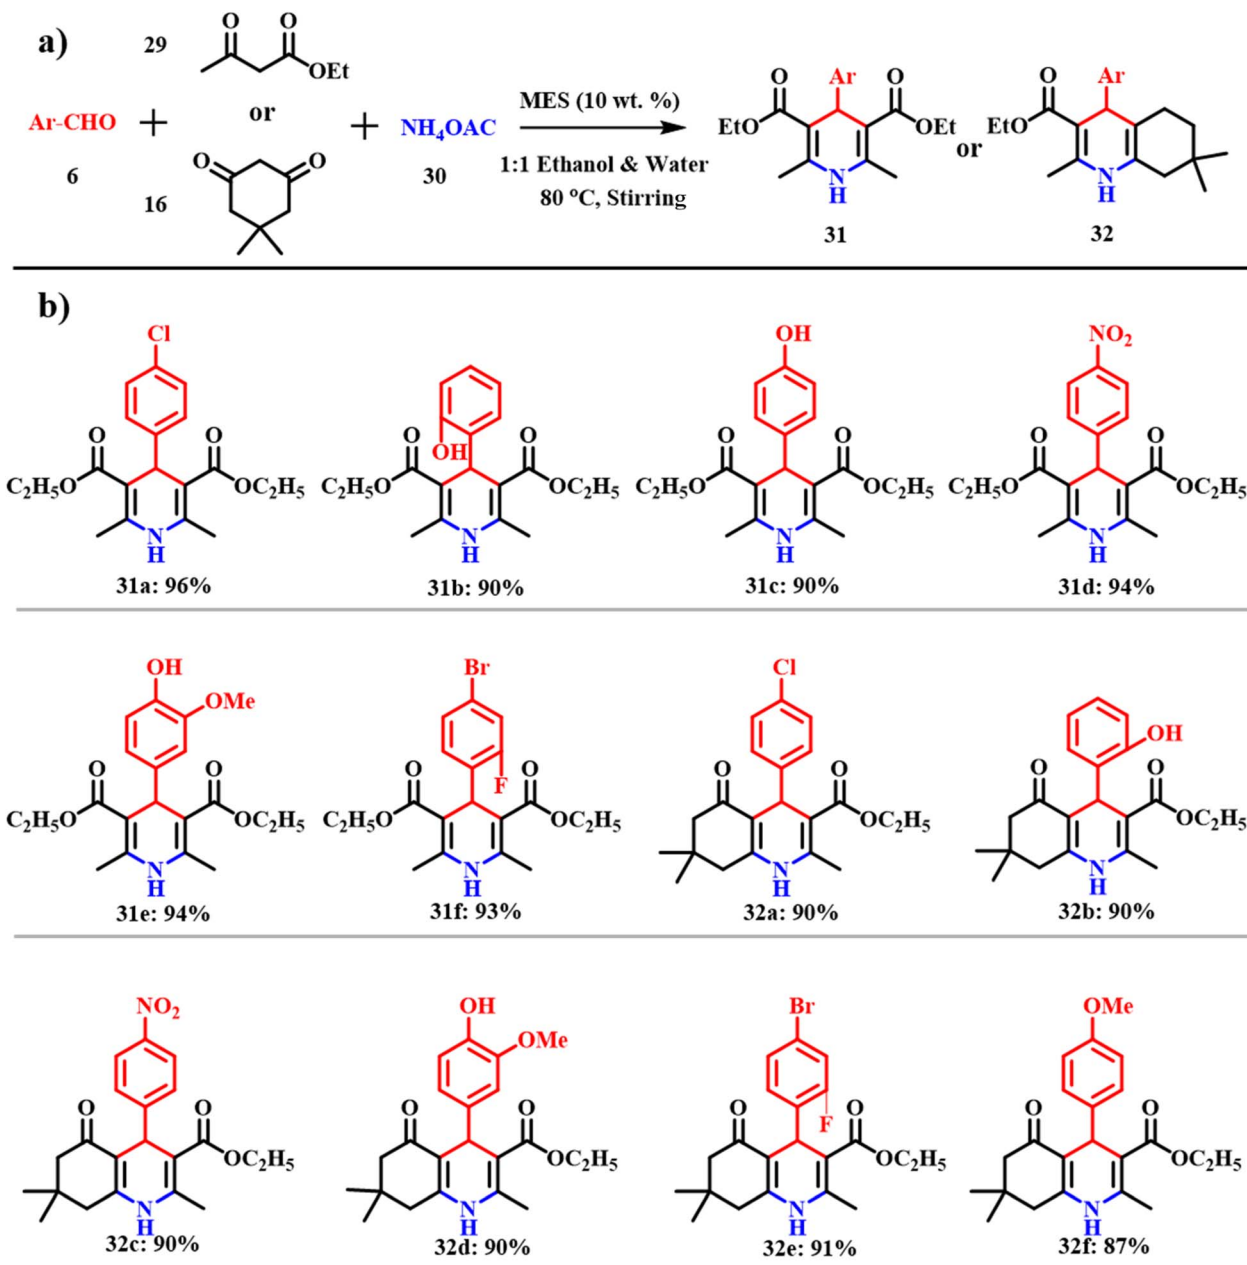 a)
29
O O
OEt
or
Ar-CHO + + NH₄OAC
6
O O
16
30
MES (10 wt. %)
1:1 Ethanol & Water
80 °C, Stirring
Ar
O O
EtO OEt
N
H
31
or
Ar
O
EtO
N
H
32
b)
Cl
O O
C₂H₅O OC₂H₅
N
H
31a: 96%
OH
O O
C₂H₅O OC₂H₅
N
H
31b: 90%
OH
O O
C₂H₅O OC₂H₅
N
H
31c: 90%
NO₂
O O
C₂H₅O OC₂H₅
N
H
31d: 94%
OH
OMe
O O
C₂H₅O OC₂H₅
N
H
31e: 94%
Br
F
O O
C₂H₅O OC₂H₅
N
H
31f: 93%
Cl
O O
OC₂H₅
N
H
32a: 90%
OH
O O
OC₂H₅
N
H
32b: 90%
NO₂
O O
OC₂H₅
N
H
32c: 90%
OH
OMe
O O
OC₂H₅
N
H
32d: 90%
Br
F
O O
OC₂H₅
N
H
32e: 91%
OMe
O O
OC₂H₅
N
H
32f: 87%